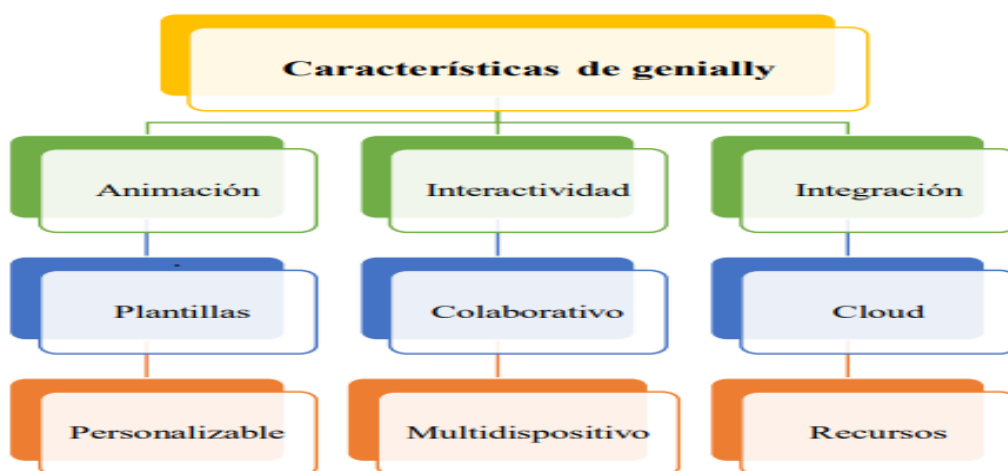 Características de genially
Animación
Interactividad
Integración
Plantillas
Colaborativo
Cloud
Personalizable
Multidispositivo
Recursos